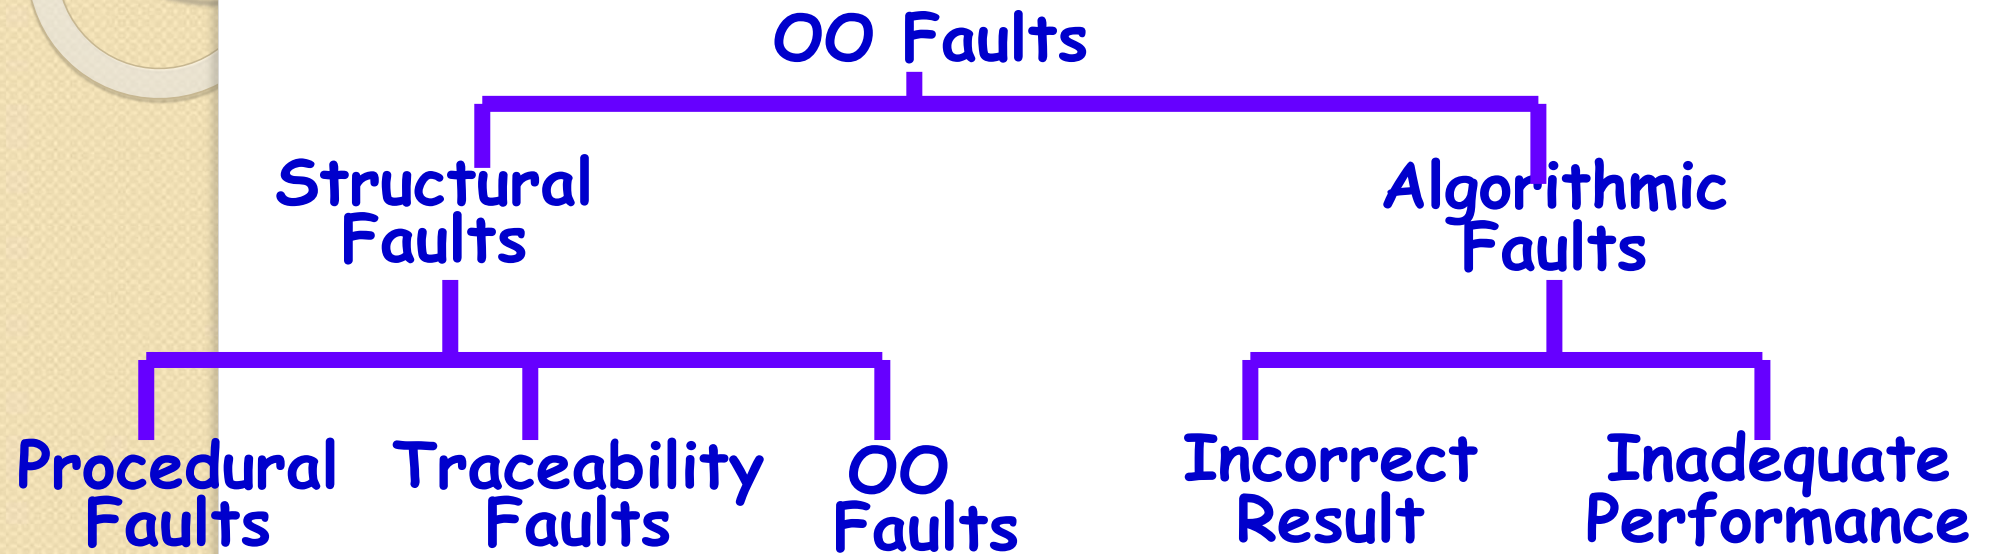 OO Faults
Structural
Faults
Algorithmic
Faults
Procedural
Faults
Traceability
Faults
OO
Faults
Incorrect
Result
Inadequate
Performance